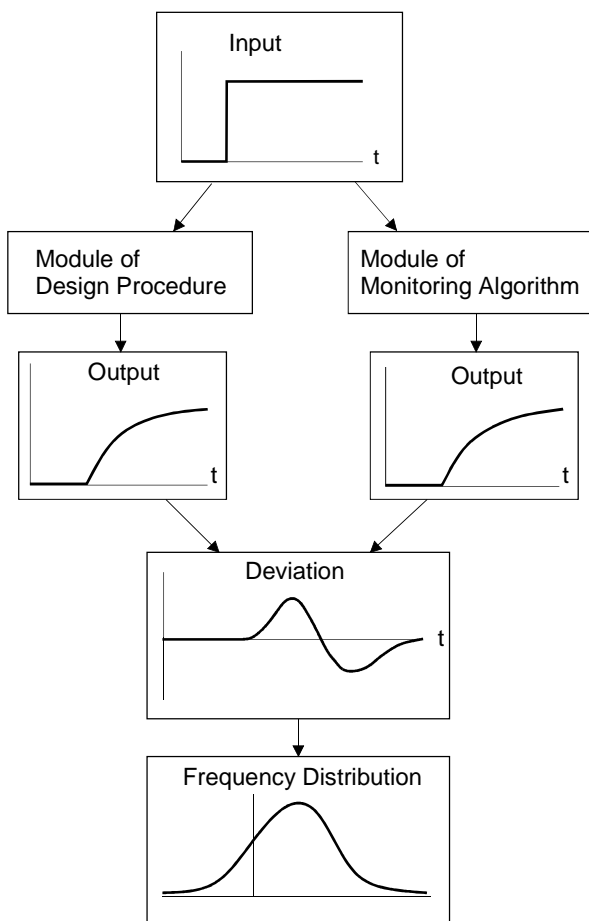 Input
t
Module of
Design Procedure
Module of
Monitoring Algorithm
Output
t
Output
t
Deviation
t
Frequency Distribution